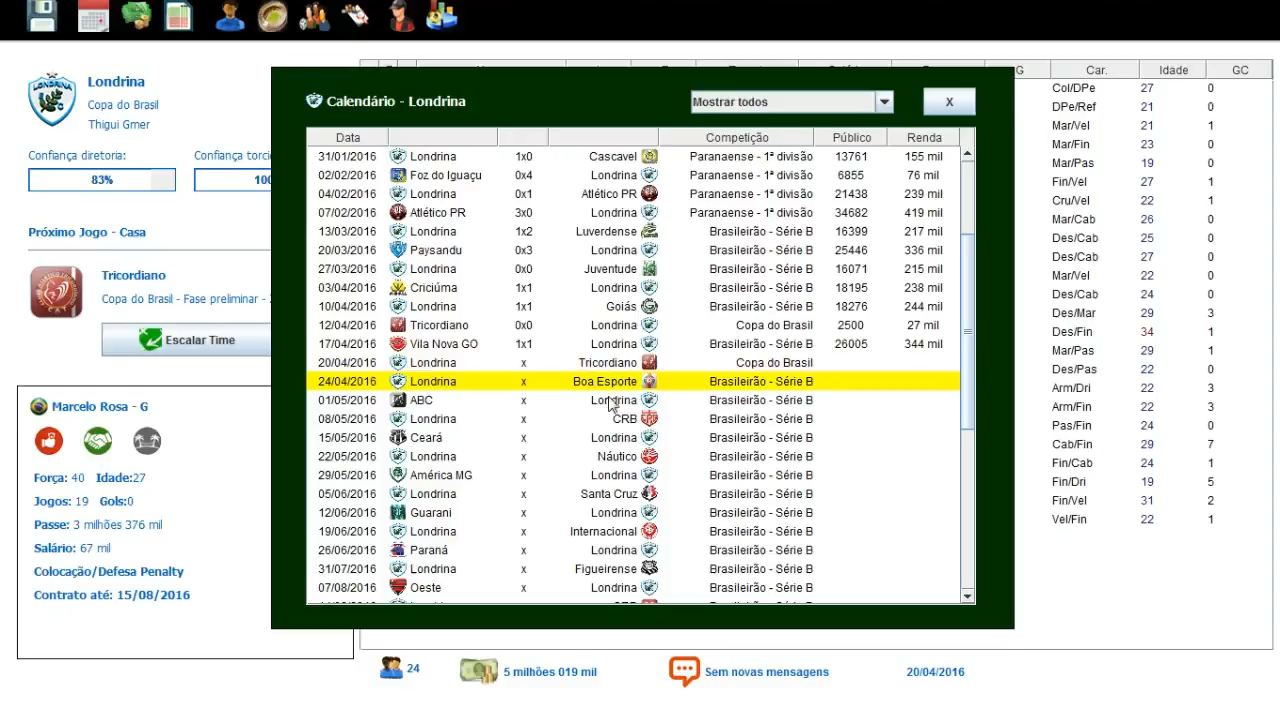 Londrina
Copa do Brasil
Thigui Gmer
Confiança diretoria:
Confiança torci
83%
100
Próximo Jogo - Casa
Tricordiano
Copa do Brasil - Fase preliminar -
Escalar Time
Marcelo Rosa - G
Força: 40 Idade:27
Jogos: 19 Gols:0
Passe: 3 milhões 376 mil
Salário: 67 mil
Colocação/Defesa Penalty
Contrato até: 15/08/2016
Calendário - Londrina
Mostrar todos
X
Data Competição Público Renda
31/01/2016 Londrina 1x0 Cascavel Paranaense - 1ª divisão 13761 155 mil
02/02/2016 Foz do Iguaçu 0x4 Londrina Paranaense - 1ª divisão 6855 76 mil
04/02/2016 Londrina 0x1 Atlético PR Paranaense - 1ª divisão 21438 239 mil
07/02/2016 Atlético PR 3x0 Londrina Paranaense - 1ª divisão 34682 419 mil
13/03/2016 Londrina 1x2 Luverdense Brasileirão - Série B 16399 217 mil
20/03/2016 Paysandu 0x3 Londrina Brasileirão - Série B 25446 336 mil
27/03/2016 Londrina 0x0 Juventude Brasileirão - Série B 16071 215 mil
03/04/2016 Criciúma 1x1 Londrina Brasileirão - Série B 18195 238 mil
10/04/2016 Londrina 1x1 Goiás Brasileirão - Série B 18276 244 mil
12/04/2016 Tricordiano 0x0 Londrina Copa do Brasil 2500 27 mil
17/04/2016 Vila Nova GO 1x1 Londrina Brasileirão - Série B 26005 344 mil
20/04/2016 Londrina x Tricordiano Copa do Brasil
24/04/2016 Londrina x Boa Esporte Brasileirão - Série B
01/05/2016 ABC x Londrina Brasileirão - Série B
08/05/2016 Londrina x CRB Brasileirão - Série B
15/05/2016 Ceará x Londrina Brasileirão - Série B
22/05/2016 Londrina x Náutico Brasileirão - Série B
29/05/2016 América MG x Londrina Brasileirão - Série B
05/06/2016 Londrina x Santa Cruz Brasileirão - Série B
12/06/2016 Guarani x Londrina Brasileirão - Série B
19/06/2016 Londrina x Internacional Brasileirão - Série B
26/06/2016 Paraná x Londrina Brasileirão - Série B
31/07/2016 Londrina x Figueirense Brasileirão - Série B
07/08/2016 Oeste x Londrina Brasileirão - Série B
G Car. Idade GC
Col/DPe 27 0
DPe/Ref 21 0
Mar/Vel 21 1
Mar/Fin 23 0
Mar/Pas 19 0
Fin/Vel 27 1
Cru/Vel 22 1
Mar/Cab 26 0
Des/Cab 25 0
Des/Cab 27 0
Mar/Vel 22 0
Des/Cab 24 0
Des/Mar 29 3
Des/Fin 34 1
Mar/Pas 29 1
Des/Pas 22 0
Arm/Dri 22 3
Arm/Fin 22 3
Pas/Fin 24 0
Cab/Fin 29 7
Fin/Cab 24 1
Fin/Dri 19 5
Fin/Vel 31 2
Vel/Fin 22 1
24
5 milhões 019 mil
Sem novas mensagens
20/04/2016